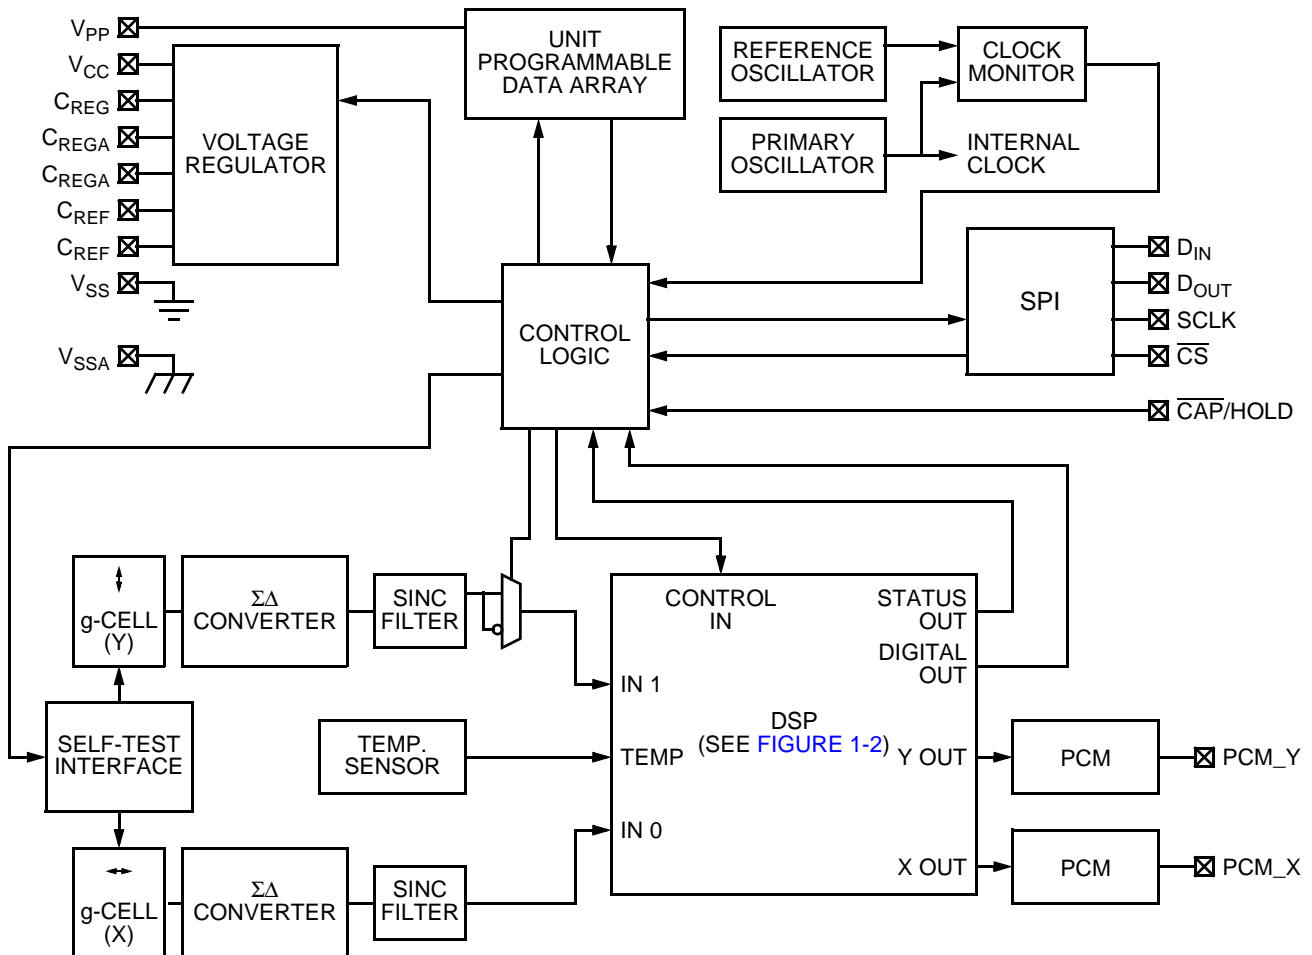 VPP
VCC
CREG
CREGA
CREGA
CREF
CREF
VSS
VSSA
VOLTAGE
REGULATOR
UNIT
PROGRAMMABLE
DATA ARRAY
REFERENCE
OSCILLATOR
CLOCK
MONITOR
PRIMARY
OSCILLATOR
INTERNAL
CLOCK
CONTROL
LOGIC
SPI
DIN
DOUT
SCLK
CS
CAP/HOLD
g-CELL
(Y)
ΣΔ
CONVERTER
SINC
FILTER
SELF-TEST
INTERFACE
TEMP.
SENSOR
g-CELL
(X)
ΣΔ
CONVERTER
SINC
FILTER
CONTROL
IN
STATUS
OUT
DIGITAL
OUT
IN 1
DSP
(SEE FIGURE 1-2)
TEMP
Y OUT
IN 0
X OUT
PCM
PCM_Y
PCM
PCM_X